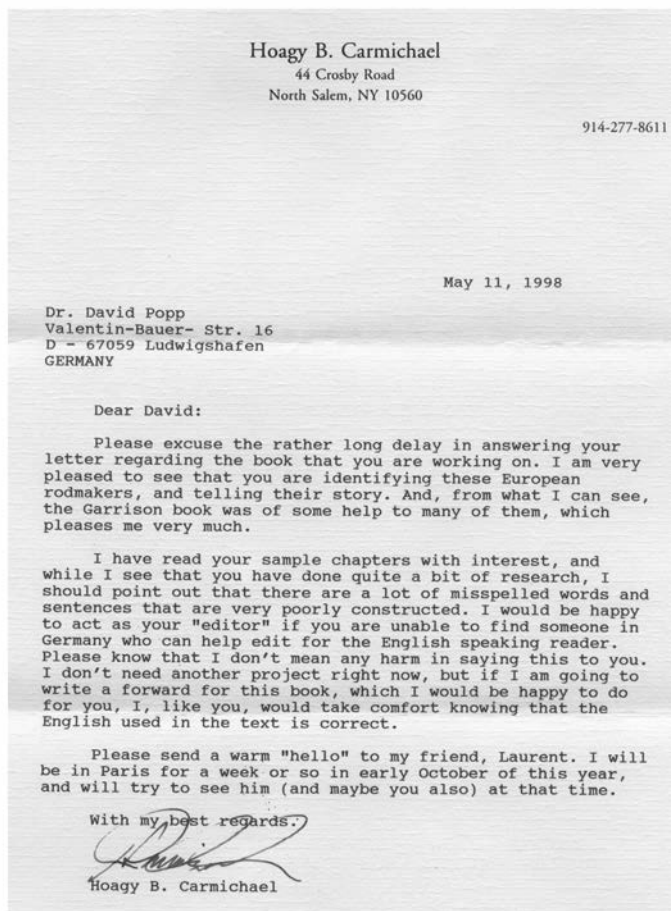 Hoagy B. Carmichael
44 Crosby Road
North Salem, NY 10560
914-277-8611
May 11, 1998
Dr. David Popp
Valentin-Bauer- Str. 16
D - 67059 Ludwigshafen
GERMANY
Dear David:
Please excuse the rather long delay in answering your
letter regarding the book that you are working on. I am very
pleased to see that you are identifying these European
rodmakers, and telling their story. And, from what I can see,
the Garrison book was of some help to many of them, which
pleases me very much.
I have read your sample chapters with interest, and
while I see that you have done quite a bit of research, I
should point out that there are a lot of misspelled words and
sentences that are very poorly constructed. I would be happy
to act as your "editor" if you are unable to find someone in
Germany who can help edit for the English speaking reader.
Please know that I don't mean any harm in saying this to you.
I don't need another project right now, but if I am going to
write a forward for this book, which I would be happy to do
for you, I, like you, would take comfort knowing that the
English used in the text is correct.
Please send a warm "hello" to my friend, Laurent. I will
be in Paris for a week or so in early October of this year,
and will try to see him (and maybe you also) at that time.
With my best regards.
Hoagy B. Carmichael